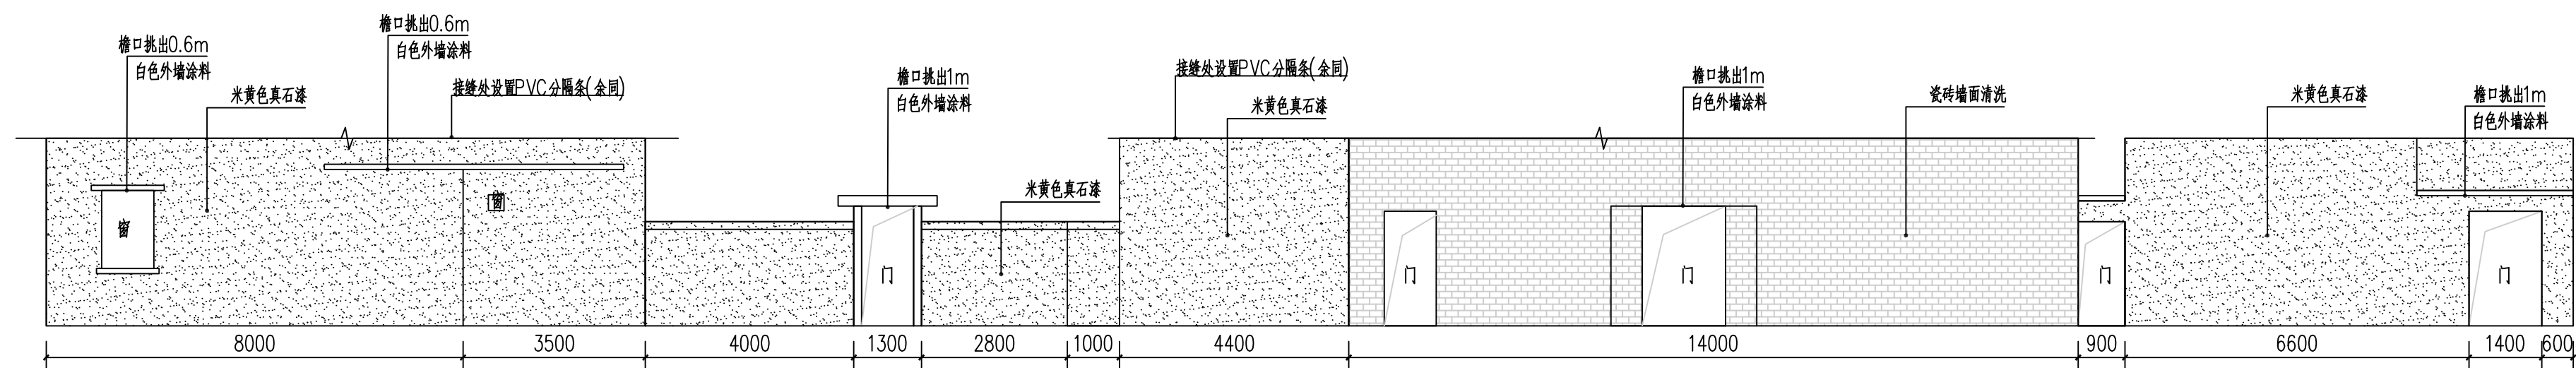 檐口挑出0.6m
白色外墙涂料
米黄色真石漆
檐口挑出0.6m
白色外墙涂料
接缝处设置PVC分隔条(余同)
檐口挑出1m
白色外墙涂料
米黄色真石漆
接缝处设置PVC分隔条(余同)
米黄色真石漆
檐口挑出1m
白色外墙涂料
瓷砖墙面清洗
米黄色真石漆
檐口挑出1m
白色外墙涂料
窗
窗
门
门
门
门
门
8000
3500
4000
1300
2800
1000
4400
14000
900
6600
1400
600